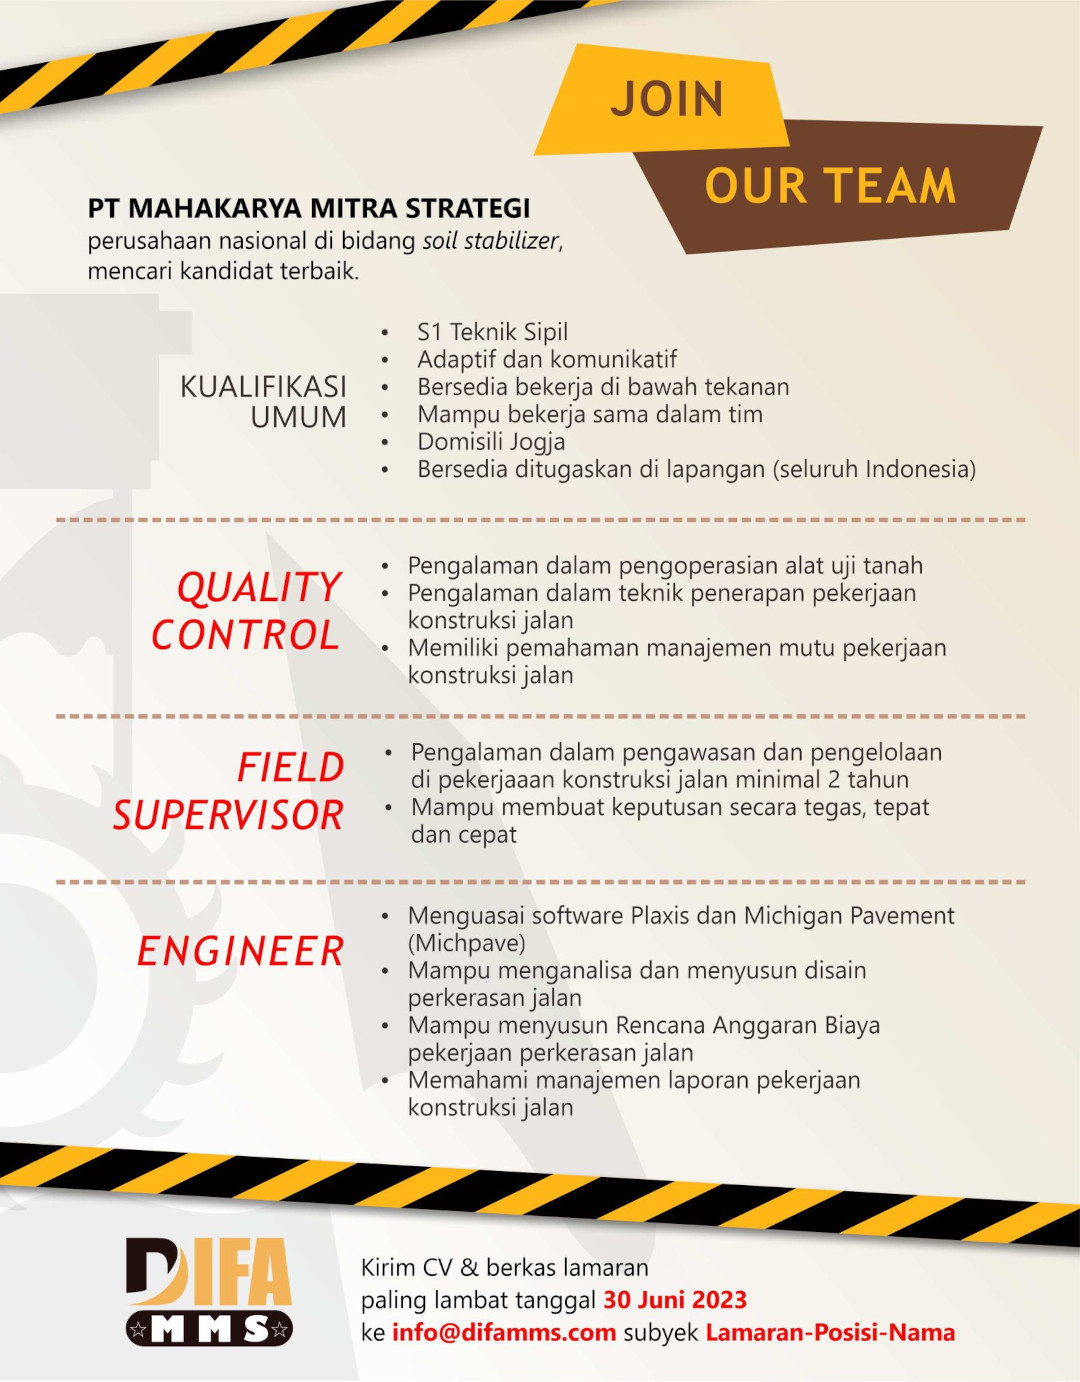 JOIN
OUR TEAM
PT MAHAKARYA MITRA STRATEGI
perusahaan nasional di bidang soil stabilizer,
mencari kandidat terbaik.
KUALIFIKASI
UMUM
• S1 Teknik Sipil
• Adaptif dan komunikatif
• Bersedia bekerja di bawah tekanan
• Mampu bekerja sama dalam tim
• Domisili Jogja
• Bersedia ditugaskan di lapangan (seluruh Indonesia)
QUALITY
CONTROL
• Pengalaman dalam pengoperasian alat uji tanah
• Pengalaman dalam teknik penerapan pekerjaan
konstruksi jalan
• Memiliki pemahaman manajemen mutu pekerjaan
konstruksi jalan
FIELD
SUPERVISOR
• Pengalaman dalam pengawasan dan pengelolaan
di pekerjaaan konstruksi jalan minimal 2 tahun
• Mampu membuat keputusan secara tegas, tepat
dan cepat
ENGINEER
• Menguasai software Plaxis dan Michigan Pavement
(Michpave)
• Mampu menganalisa dan menyusun disain
perkerasan jalan
• Mampu menyusun Rencana Anggaran Biaya
pekerjaan perkerasan jalan
• Memahami manajemen laporan pekerjaan
konstruksi jalan
DIFA
MMS
Kirim CV & berkas lamaran
paling lambat tanggal 30 Juni 2023
ke info@difamms.com subyek Lamaran-Posisi-Nama